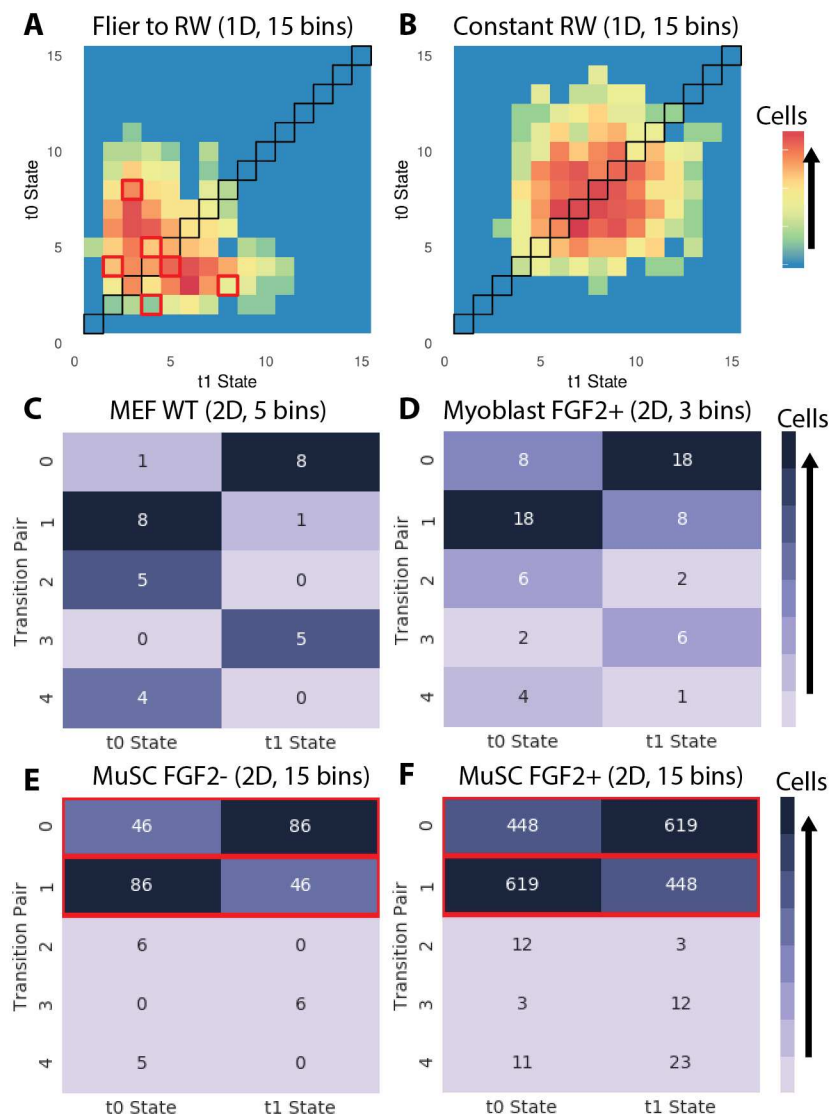 A Flier to RW (1D, 15 bins)
B Constant RW (1D, 15 bins)
Cells
t0 State
15
10
5
0
0 5 10 15
t1 State
t0 State
15
10
5
0
0 5 10 15
t1 State
C MEF WT (2D, 5 bins)
D Myoblast FGF2+ (2D, 3 bins)
Cells
Transition Pair
0 1 8
1 8 1
2 5 0
3 0 5
4 4 0
t0 State t1 State
Transition Pair
0 8 18
1 18 8
2 6 2
3 2 6
4 4 1
t0 State t1 State
E MuSC FGF2- (2D, 15 bins)
F MuSC FGF2+ (2D, 15 bins)
Cells
Transition Pair
0 46 86
1 86 46
2 6 0
3 0 6
4 5 0
t0 State t1 State
Transition Pair
0 448 619
1 619 448
2 12 3
3 3 12
4 11 23
t0 State t1 State